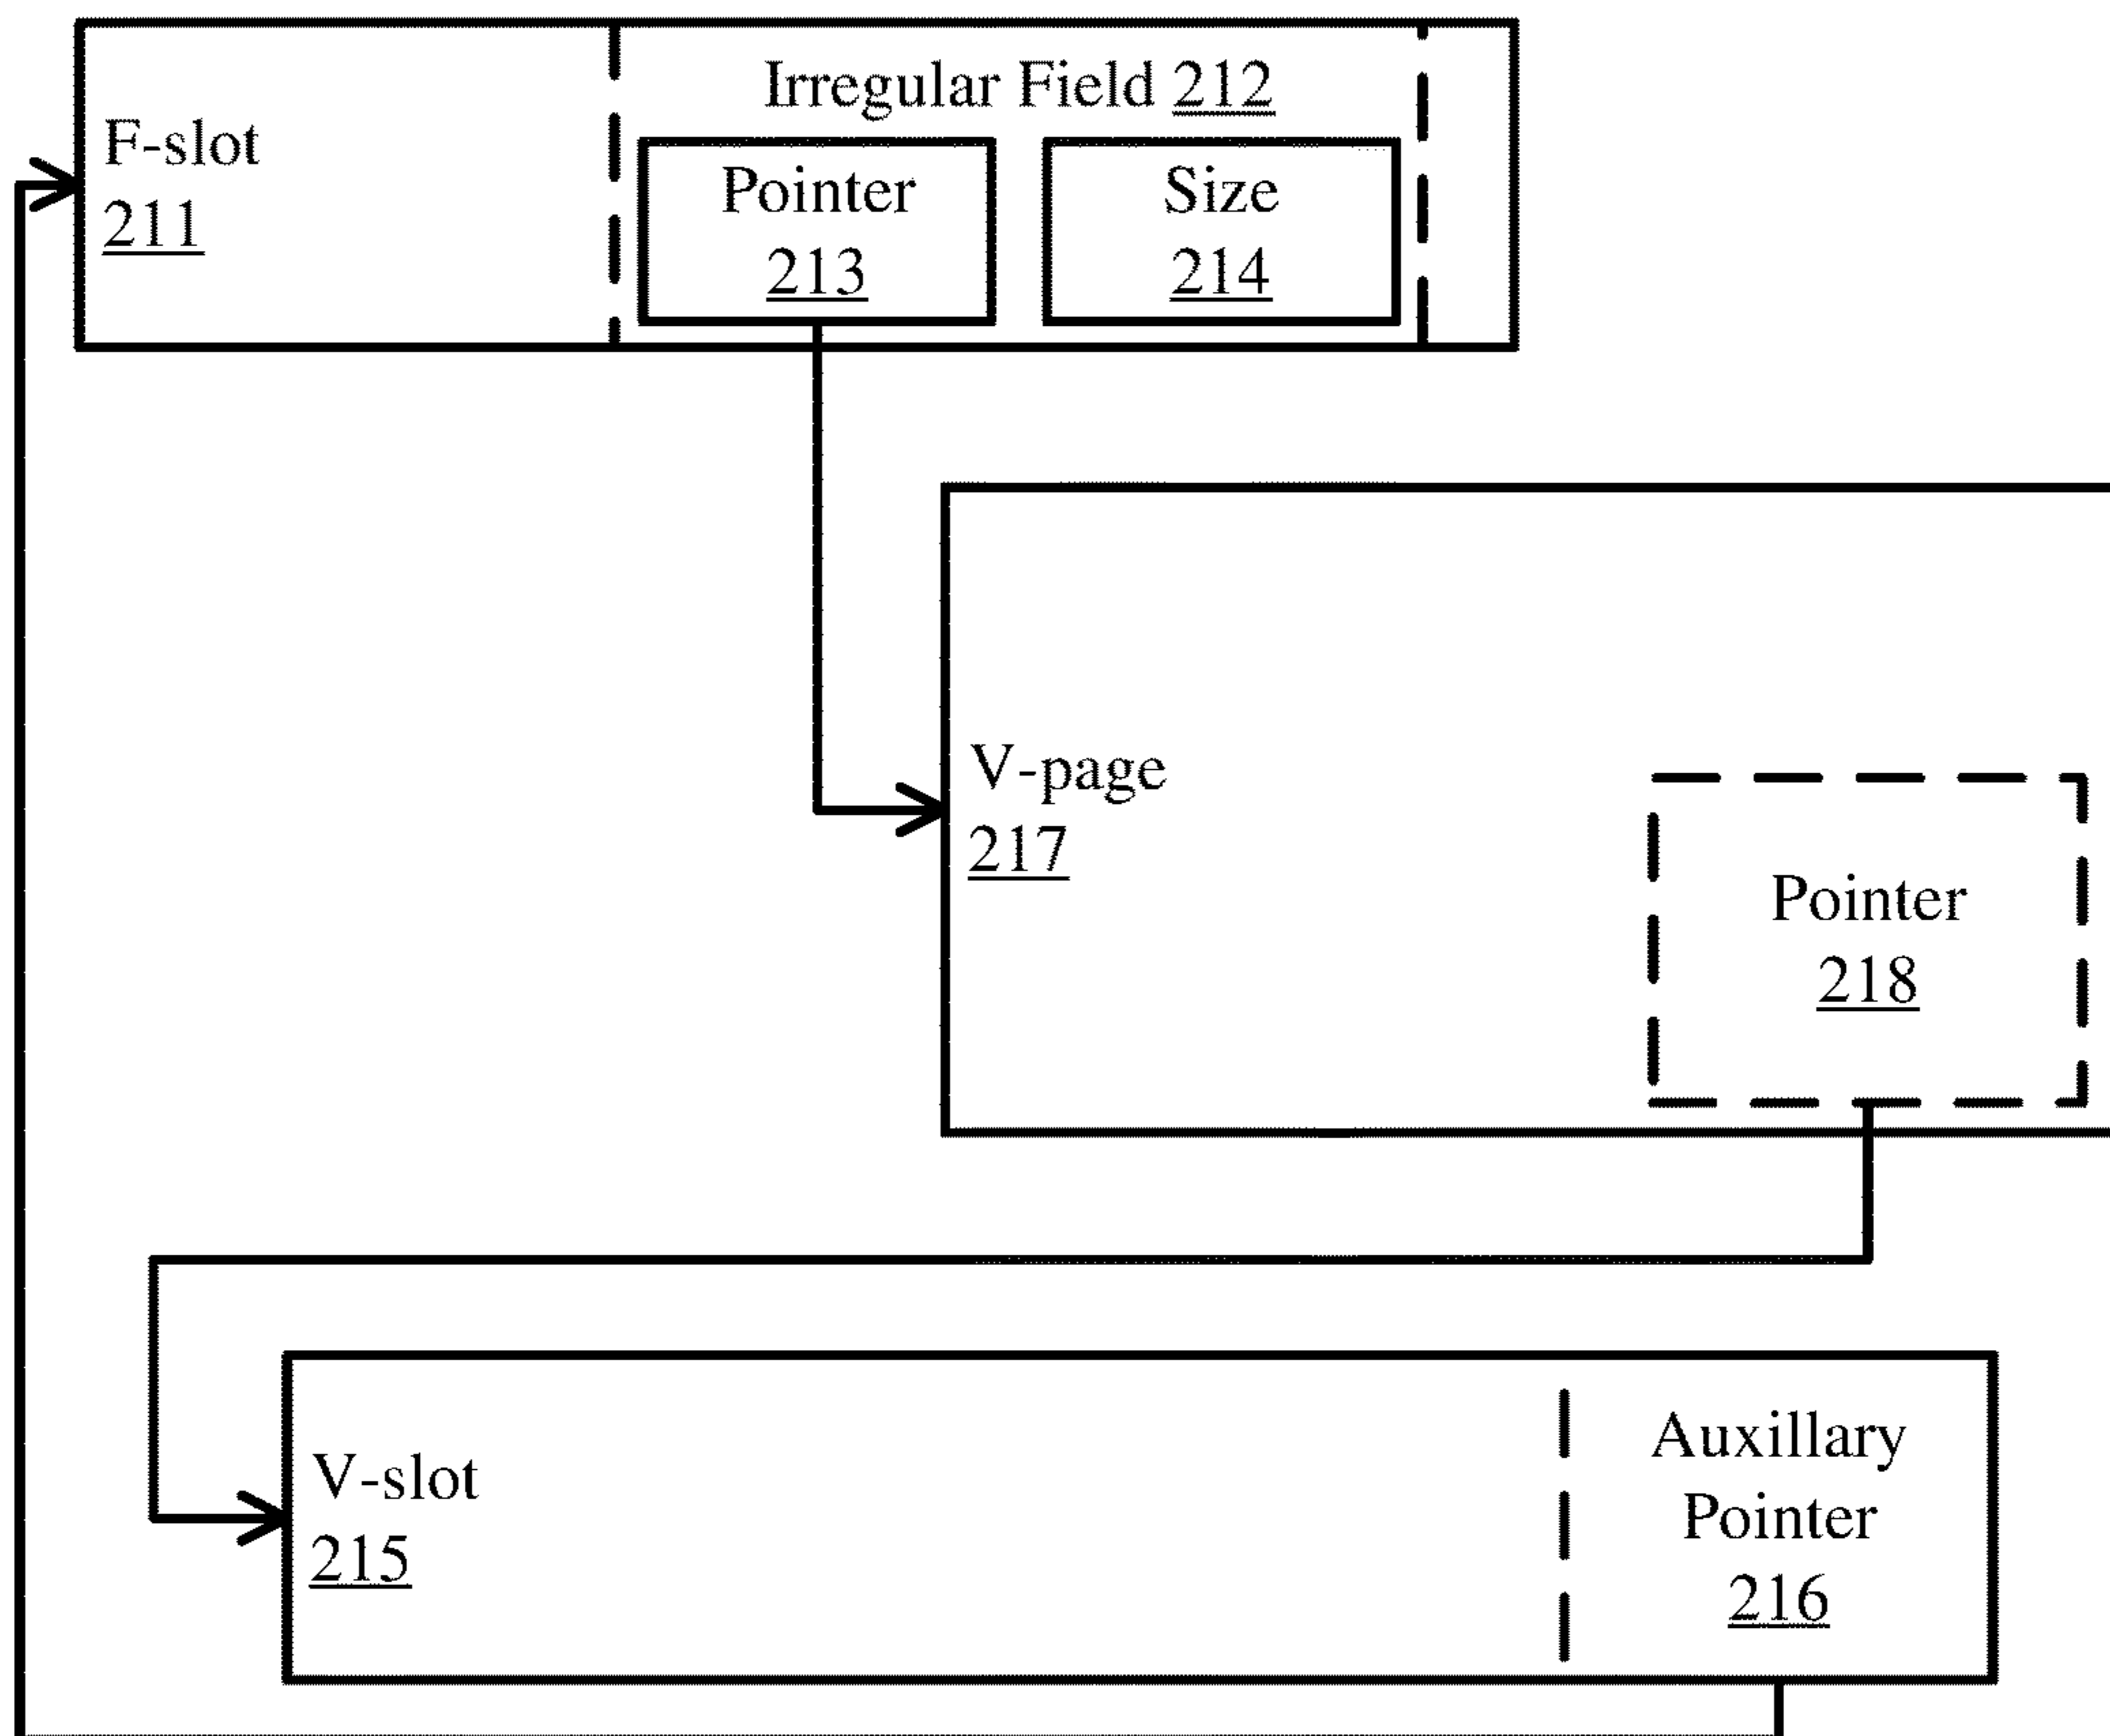 Irregular Field 212
F-slot
211
Pointer
213
Size
214
V-page
217
Pointer
218
V-slot
215
Auxillary
Pointer
216